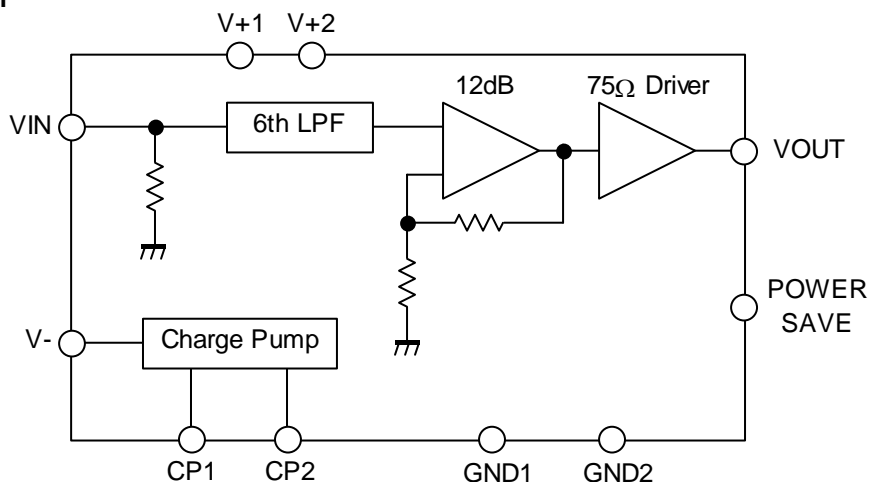 V+1 V+2
12dB
75Ω Driver
VIN
6th LPF
VOUT
POWER
SAVE
V-
Charge Pump
CP1
CP2
GND1
GND2